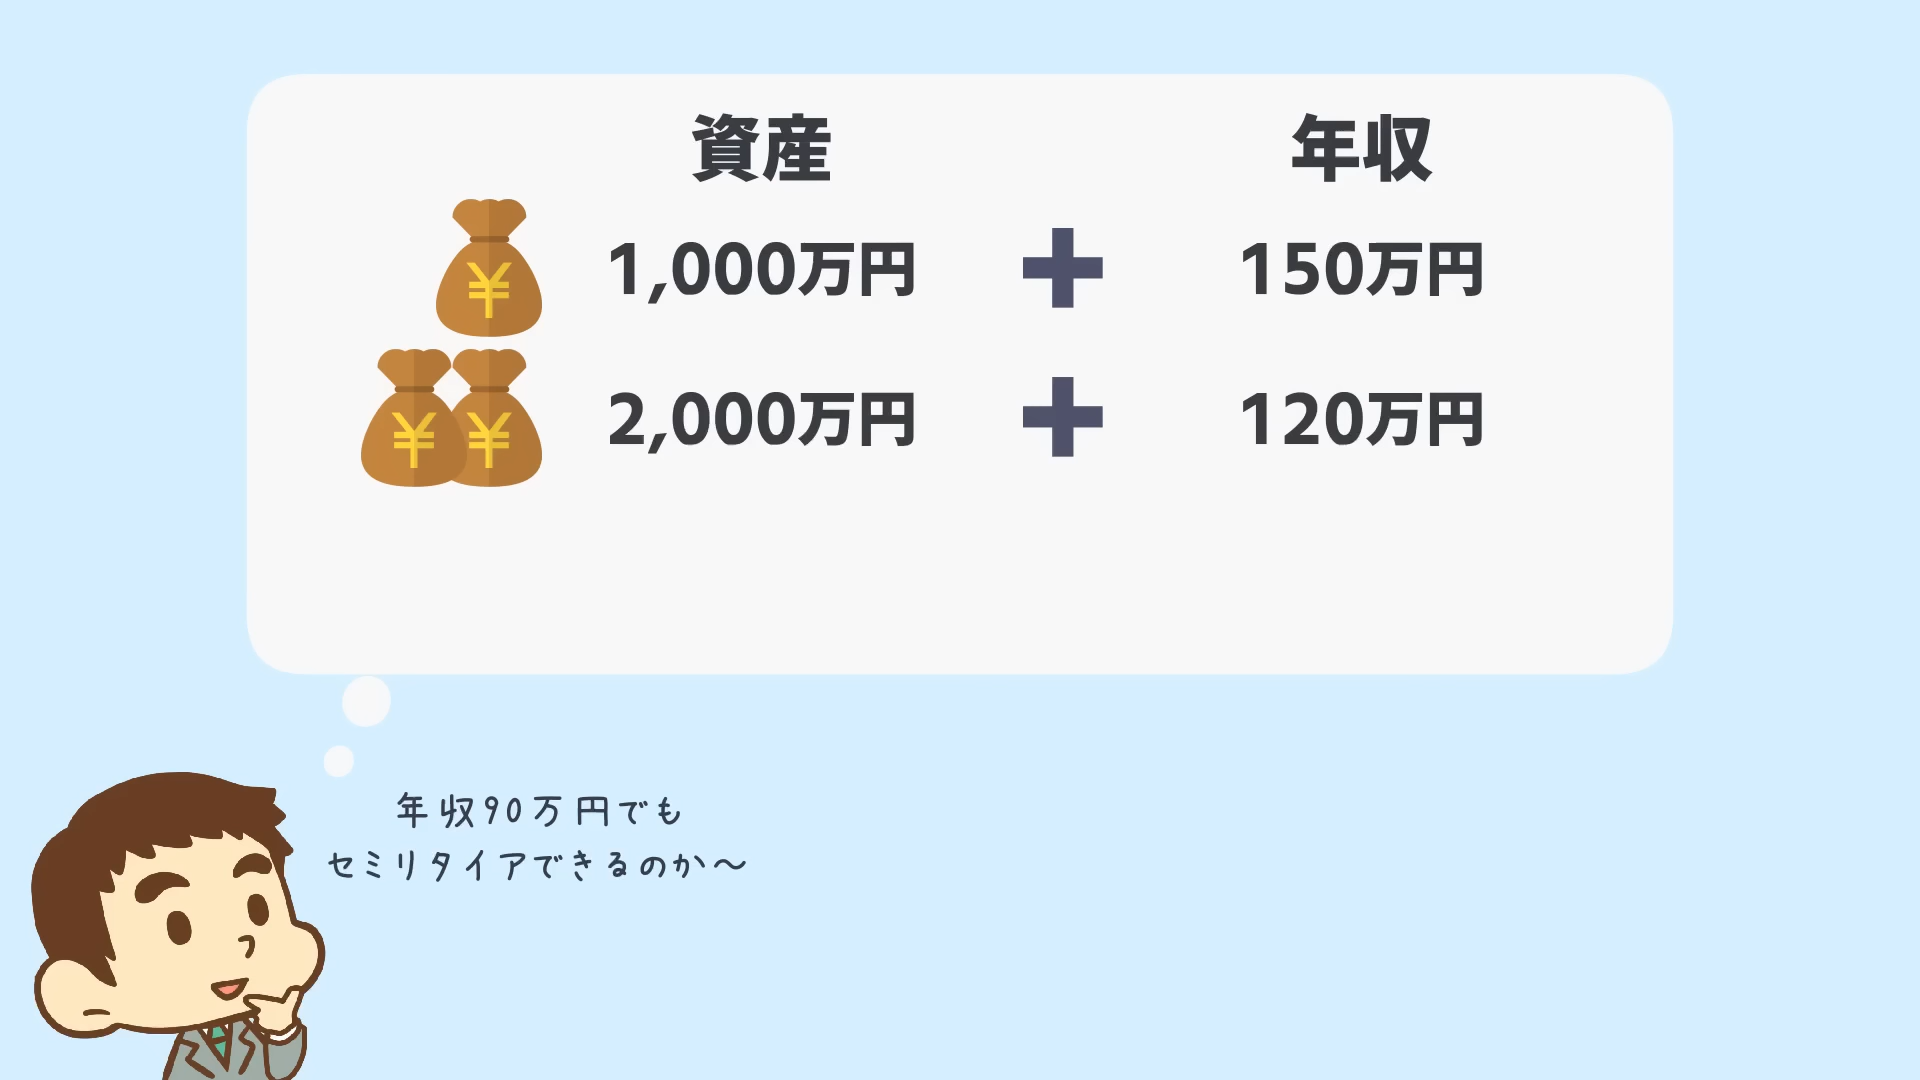 資産 年収
¥ 1,000万円 + 150万円
¥ ¥ 2,000万円 + 120万円
年収90万円でも
セミリタイアできるのか〜